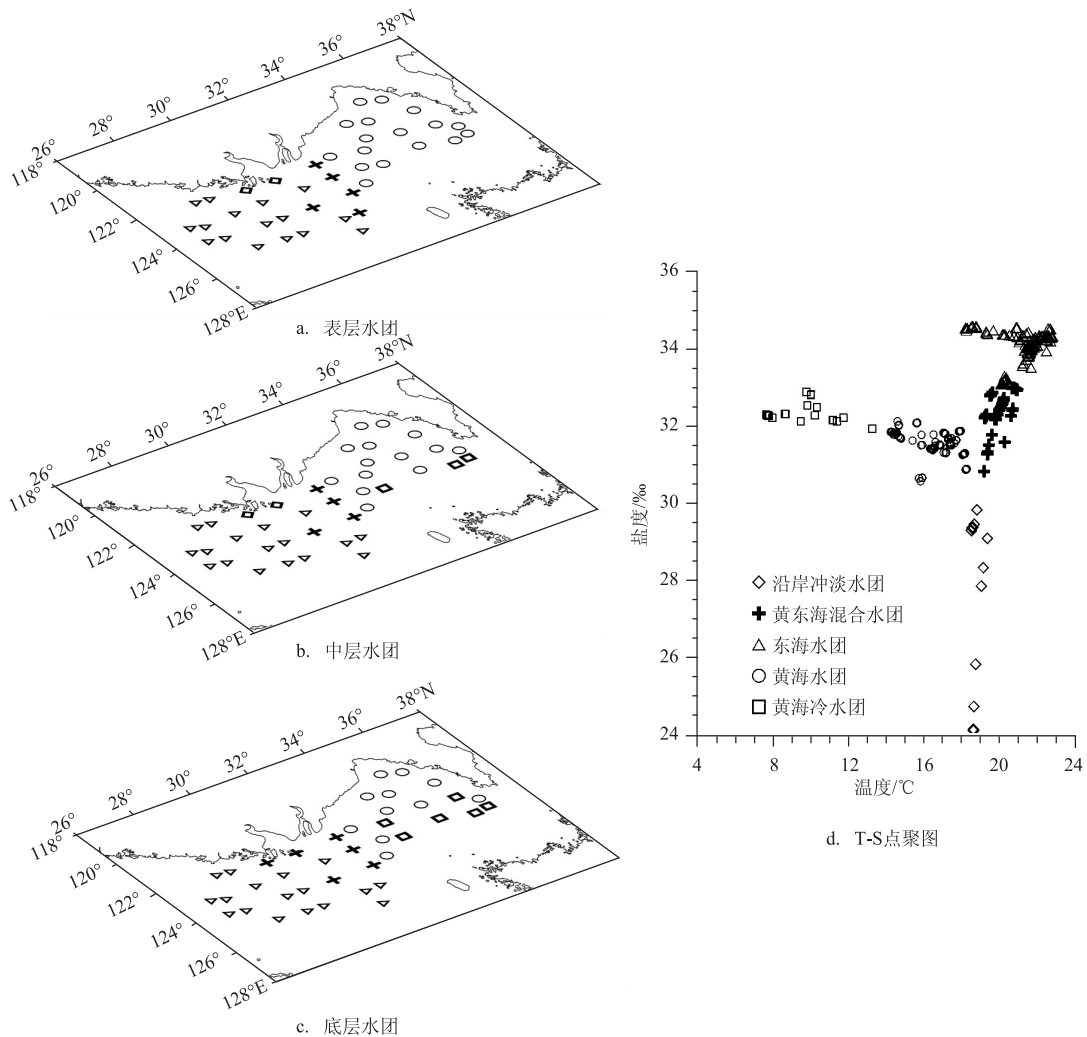 38°N
36°
34°
32°
30°
28°
26°
118°
120°
122°
124°
126°
128°E
a. 表层水团
38°N
36°
34°
32°
30°
28°
26°
118°
120°
122°
124°
126°
128°E
b. 中层水团
38°N
36°
34°
32°
30°
28°
26°
118°
120°
122°
124°
126°
128°E
c. 底层水团
36
34
32
30
28
26
24
盐度/‰
沿岸冲淡水团
黄东海混合水团
东海水团
黄海水团
黄海冷水团
4 8 12 16 20 24
温度/℃
d. T-S点聚图